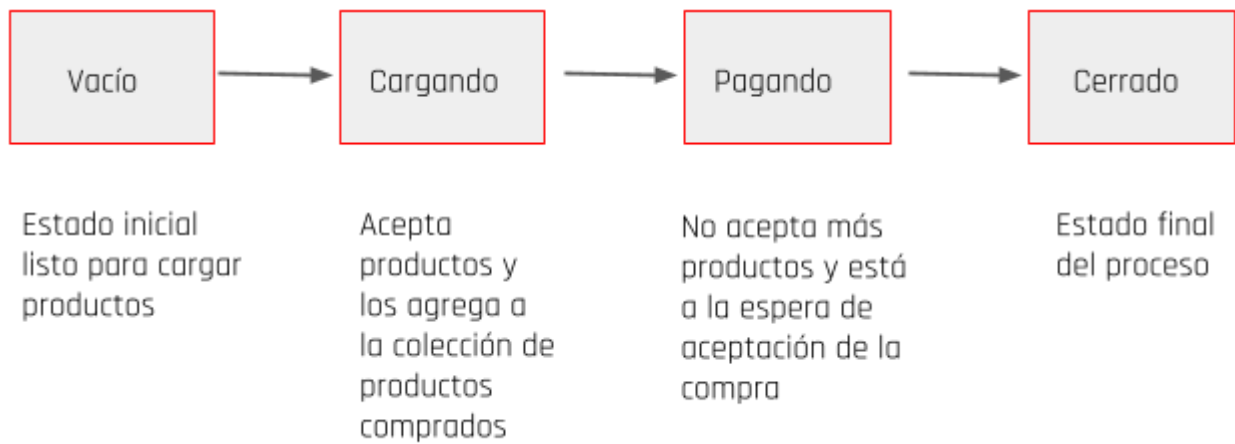 Vacío
Cargando
Pagando
Cerrado
Estado inicial
listo para cargar
productos
Acepta
productos y
los agrega a
la colección de
productos
comprados
No acepta más
productos y está
a la espera de
aceptación de la
compra
Estado final
del proceso